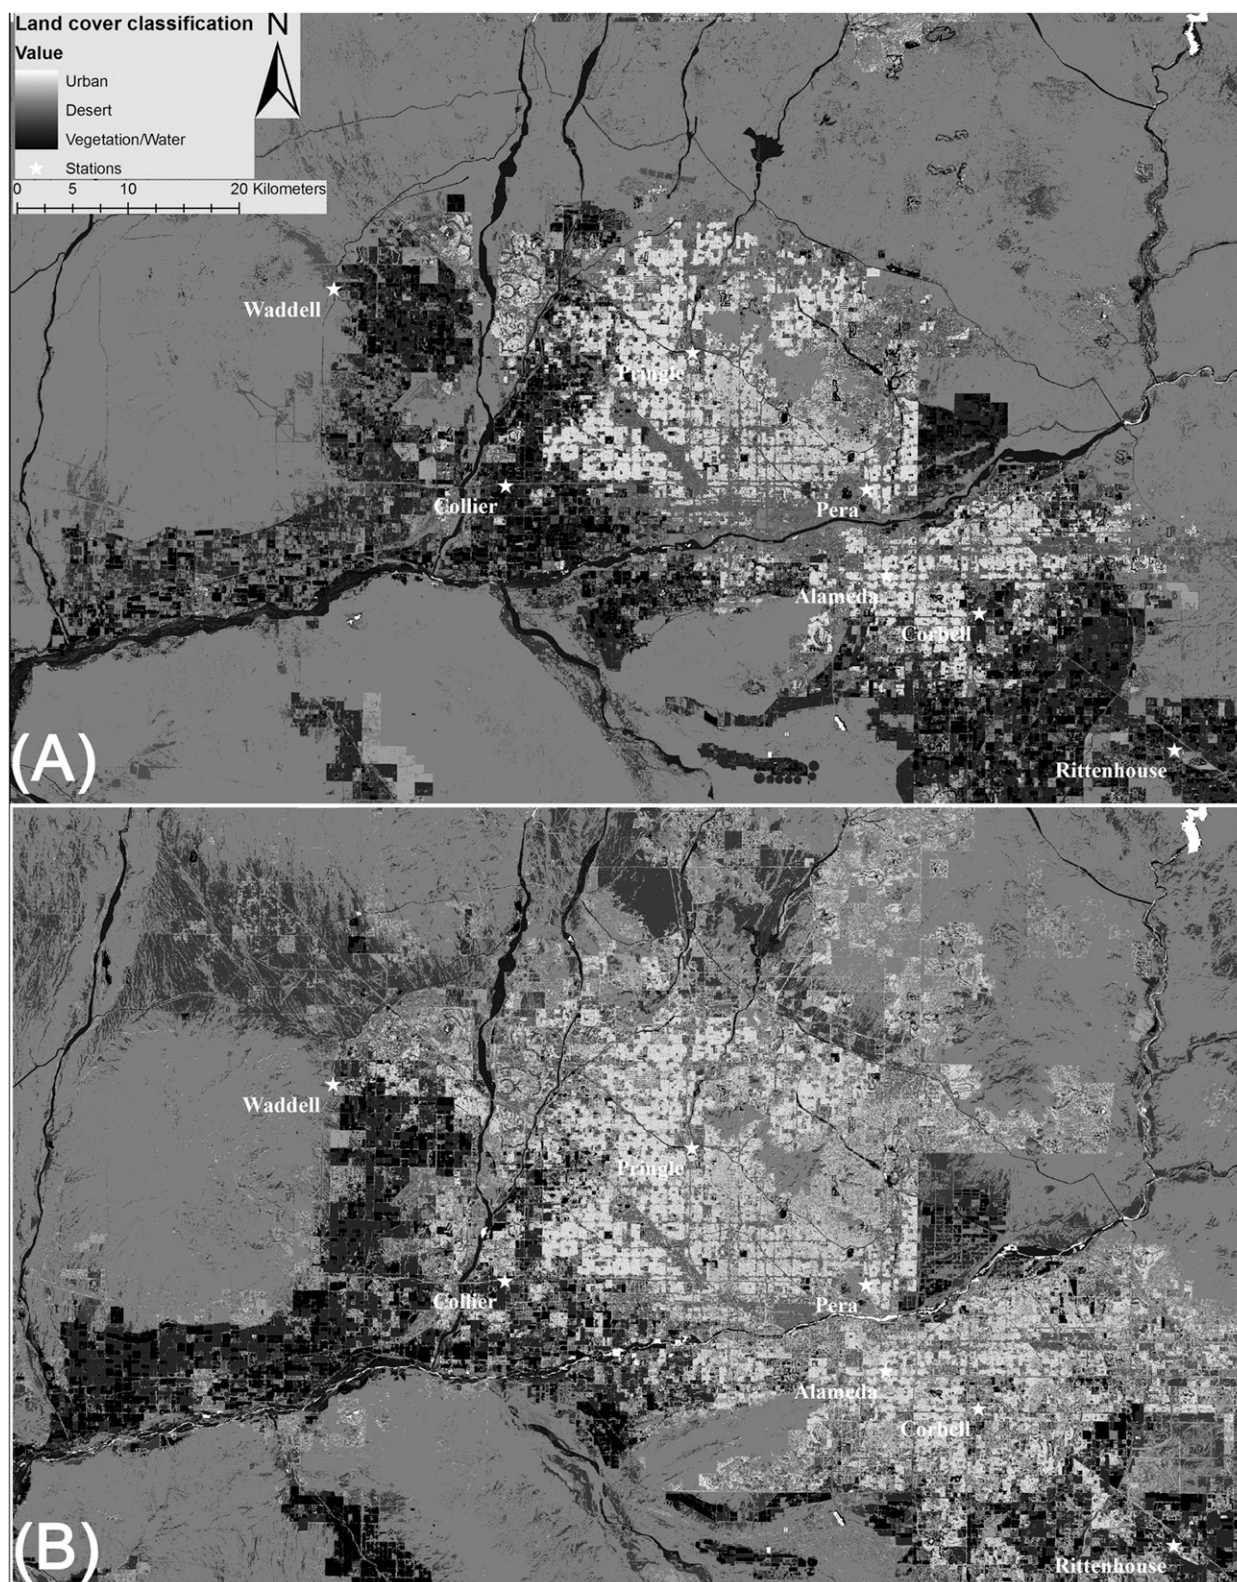 Land cover classification
N
Value
Urban
Desert
Vegetation/Water
Stations
0 5 10 20 Kilometers
Waddell
Pringle
Collier
Pera
Alameda
Corbell
Rittenhouse
(A)
Waddell
Pringle
Collier
Pera
Alameda
Corbell
Rittenhouse
(B)